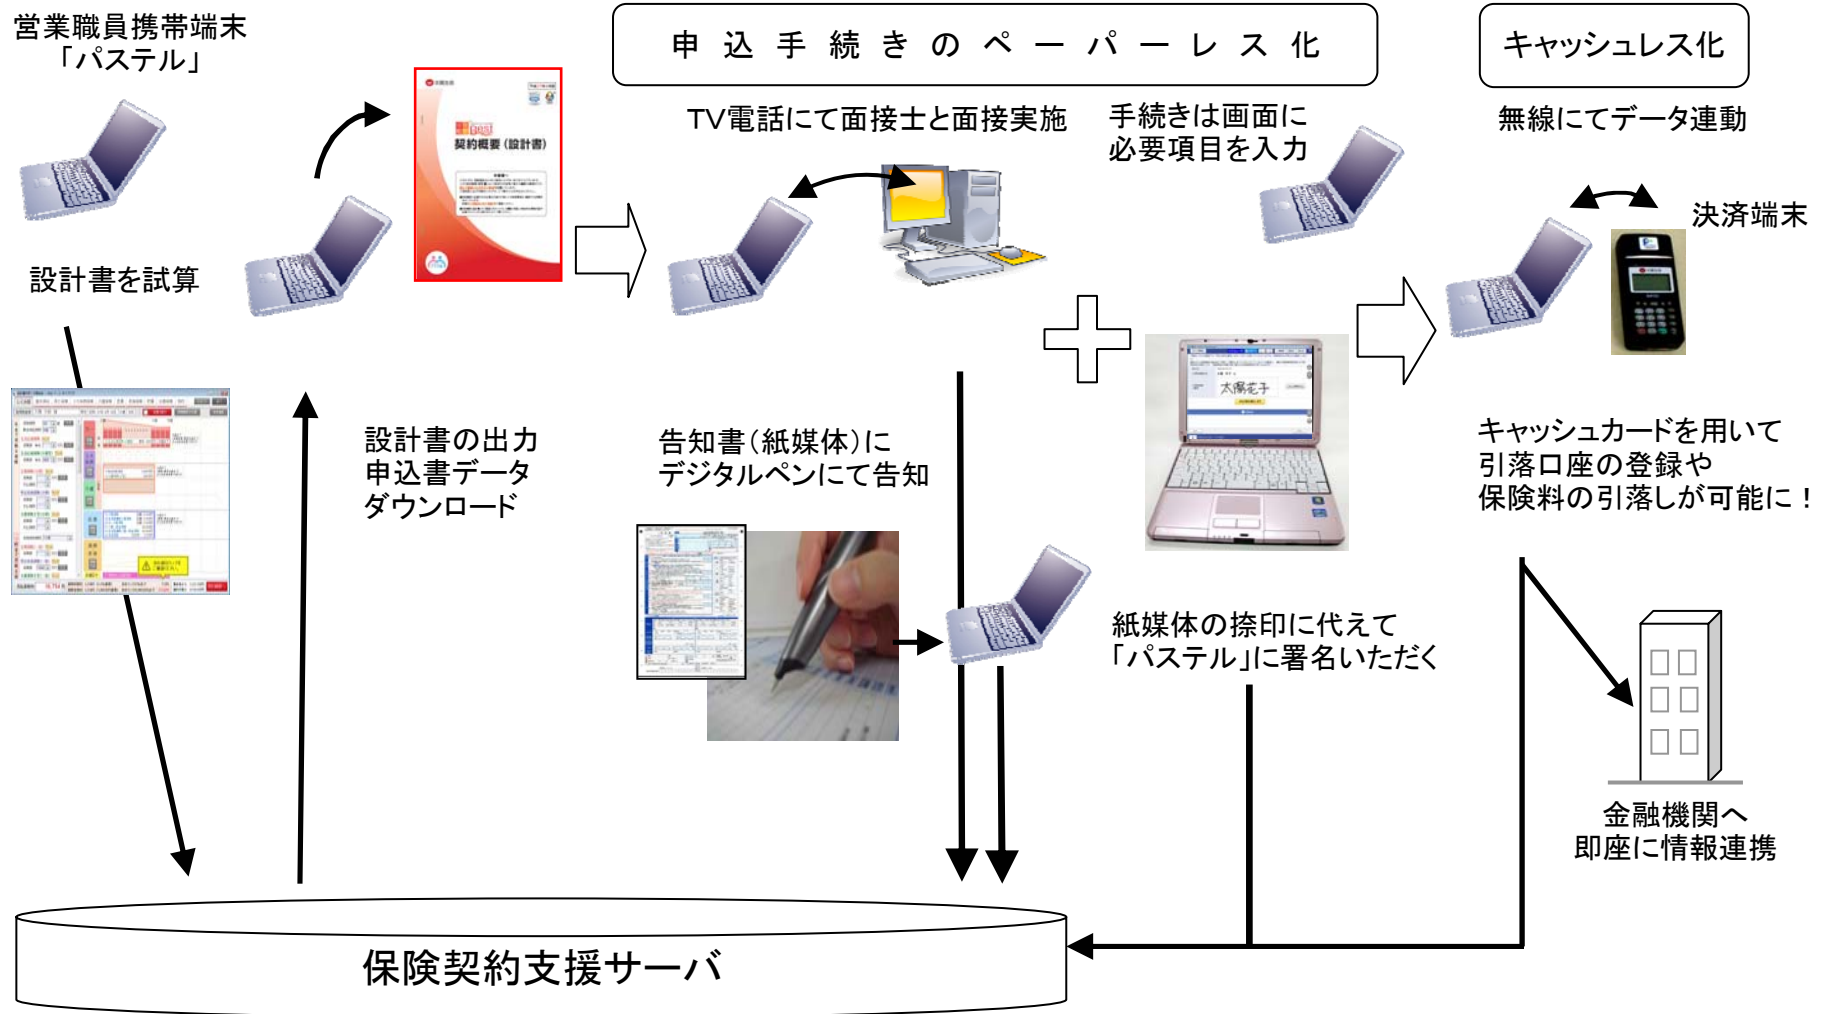 営業職員携帯端末
「パステル」
申込手続きのペーパーレス化
キャッシュレス化
契約概要(設計書)
TV電話にて面接士と面接実施
手続きは画面に
必要項目を入力
無線にてデータ連動
決済端末
設計書を試算
太陽花子
設計書の出力
申込書データ
ダウンロード
告知書(紙媒体)に
デジタルペンにて告知
キャッシュカードを用いて
引落口座の登録や
保険料の引落しが可能に!
紙媒体の捺印に代えて
「パステル」に署名いただく
金融機関へ
即座に情報連携
保険契約支援サーバ